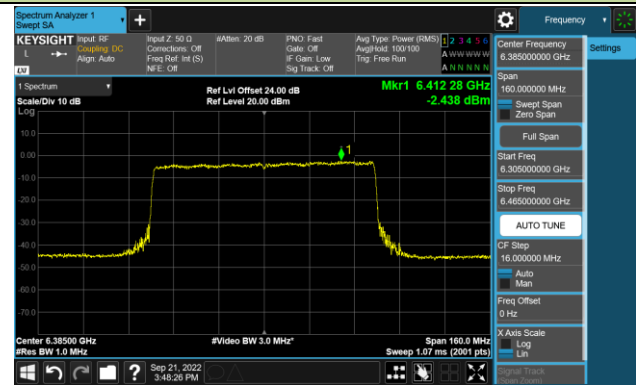 Spectrum Analyzer 1
Swept SA
Frequency
KEYSIGHT
L
LXI
Input: RF
Coupling: DC
Align: Auto
Input Z: 50 Ω
Corrections: Off
Freq Ref: Int (S)
NFE: Off
#Atten: 20 dB
PNO: Fast
Gate: Off
IF Gain: Low
Sig Track: Off
Avg Type: Power (RMS)
Avg|Hold: 100/100
Trig: Free Run
1 2 3 4 5 6
A W W W W W
A N N N N N
1 Spectrum
Scale/Div 10 dB
Log
Ref Lvl Offset 24.00 dB
Ref Level 20.00 dBm
Mkr1 6.412 28 GHz
-2.438 dBm
10.0
0.00
-10.0
-20.0
-30.0
-40.0
-50.0
-60.0
-70.0
1
Center 6.38500 GHz
#Res BW 1.0 MHz
#Video BW 3.0 MHz*
Span 160.0 MHz
Sweep 1.07 ms (2001 pts)
Center Frequency
6.385000000 GHz
Settings
Span
160.000000 MHz
Swept Span
Zero Span
Full Span
Start Freq
6.305000000 GHz
Stop Freq
6.465000000 GHz
AUTO TUNE
CF Step
16.000000 MHz
Auto
Man
Freq Offset
0 Hz
X Axis Scale
Log
Lin
Signal Track
(Span Zoom)
Sep 21, 2022
3:48:26 PM